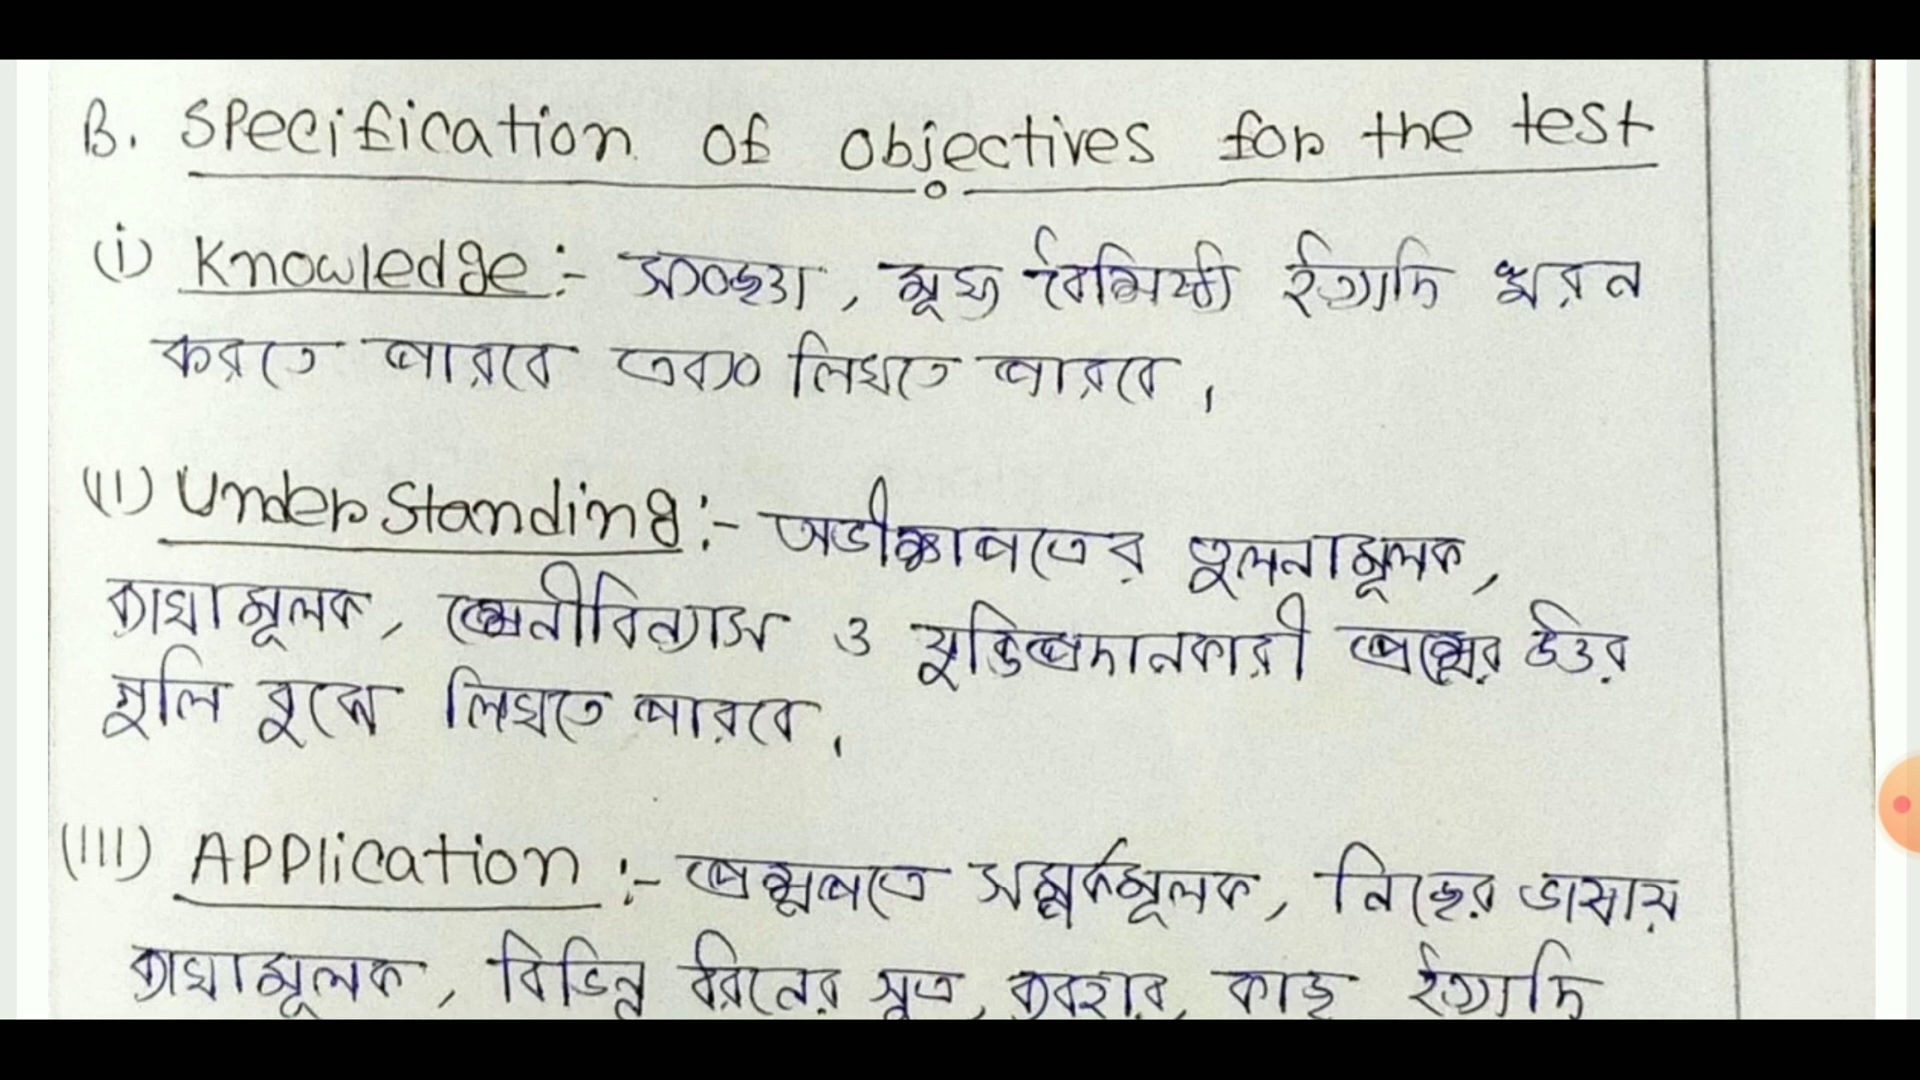 B. Specification of objectives for the test
(i) Knowledge :- সংজ্ঞা, সূত্র বৈশিষ্ট্য ইত্যাদি স্মরন
করতে পারবে এবং লিখতে পারবে।
(II) Understanding :- অভীক্ষাপত্রের তুলনামূলক,
ব্যাখ্যামূলক, শ্রেনীবিন্যাস ও যুক্তিপ্রদানকারী প্রশ্নের উত্তর
গুলি বুঝে লিখতে পারবে।
(III) Application :- প্রশ্নপত্রে সম্পর্কমূলক, নিজের ভাষায়
ব্যাখ্যামূলক, বিভিন্ন ধরনের সূত্র, ব্যবহার, কাজ ইত্যাদি